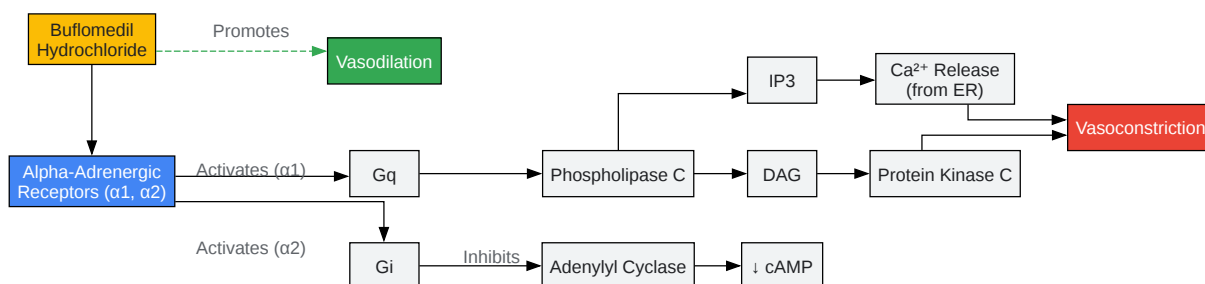 Buflomedil
Hydrochloride
Promotes
Vasodilation
IP3
Ca²⁺ Release
(from ER)
Vasoconstriction
Alpha-Adrenergic
Receptors (α1, α2)
Activates (α1)
Gq
Phospholipase C
DAG
Protein Kinase C
Activates (α2)
Gi
Inhibits
Adenylyl Cyclase
↓ cAMP